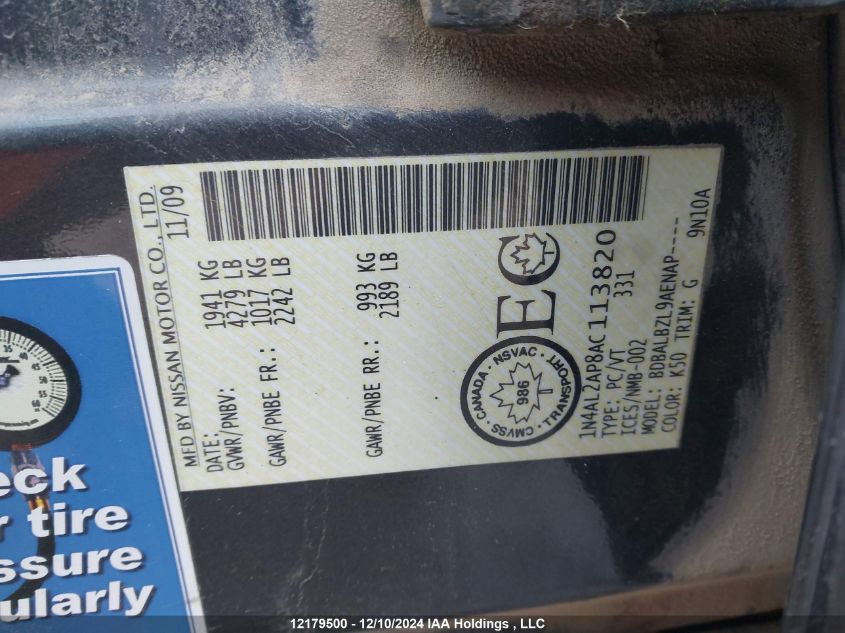 MFD BY NISSAN MOTOR CO., LTD.
DATE: 11/09
GVWR/PNBV: 1941 KG
4279 LB
GAWR/PNBE FR.: 1017 KG
2242 LB
GAWR/PNBE RR.: 993 KG
2189 LB
CANADA · NSVAC · TRANSPORT · CMVSS ·
986
EC
1N4AL2AP8AC113820
TYPE: PC/VT 331
ICES/NMB-002
MODEL: BDBALBZL9AENAP-----
COLOR: K50 TRIM: G 9N10A
eck
r tire
ssure
ularly
12179500 - 12/10/2024 IAA Holdings , LLC